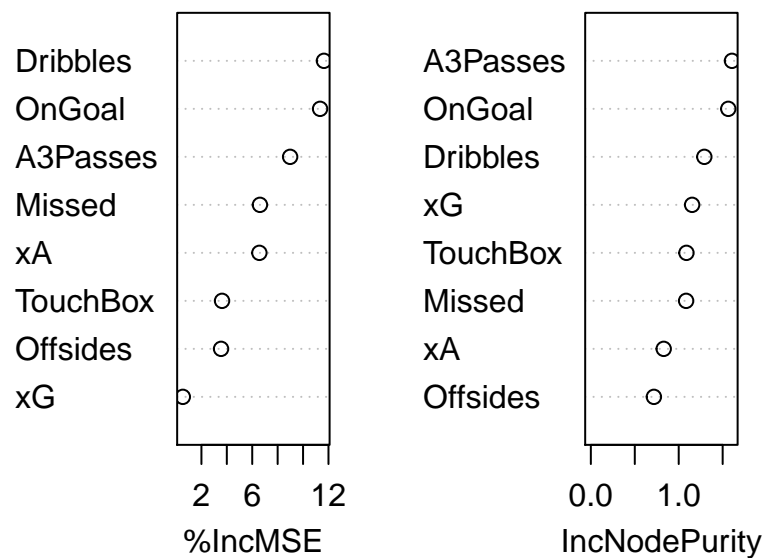 Dribbles
OnGoal
A3Passes
Missed
xA
TouchBox
Offsides
xG
2 6 12
%IncMSE
A3Passes
OnGoal
Dribbles
xG
TouchBox
Missed
xA
Offsides
0.0 1.0
IncNodePurity